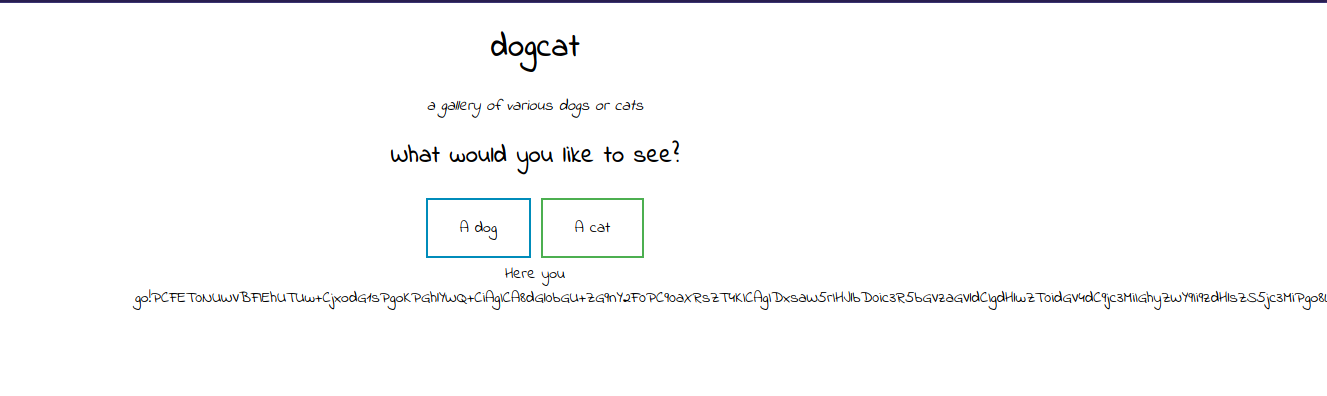 dogcat
a gallery of various dogs or cats
What would you like to see?
A dog
A cat
Here you
go!PCFET0NUWVBFIEhUTUw+CjxodG1sPgoKPGhlYWQ+CiAgICA8dGl0bGU+ZG9nY2F0PC90aXRsZT4KICAgIDxsaW5rIHJlbD0ic3R5bGVzaGVldCIgdHlwZT0idGV4dC9jc3MiIGhyZWY9Ii9zdHlsZS5jc3MiPgo8L